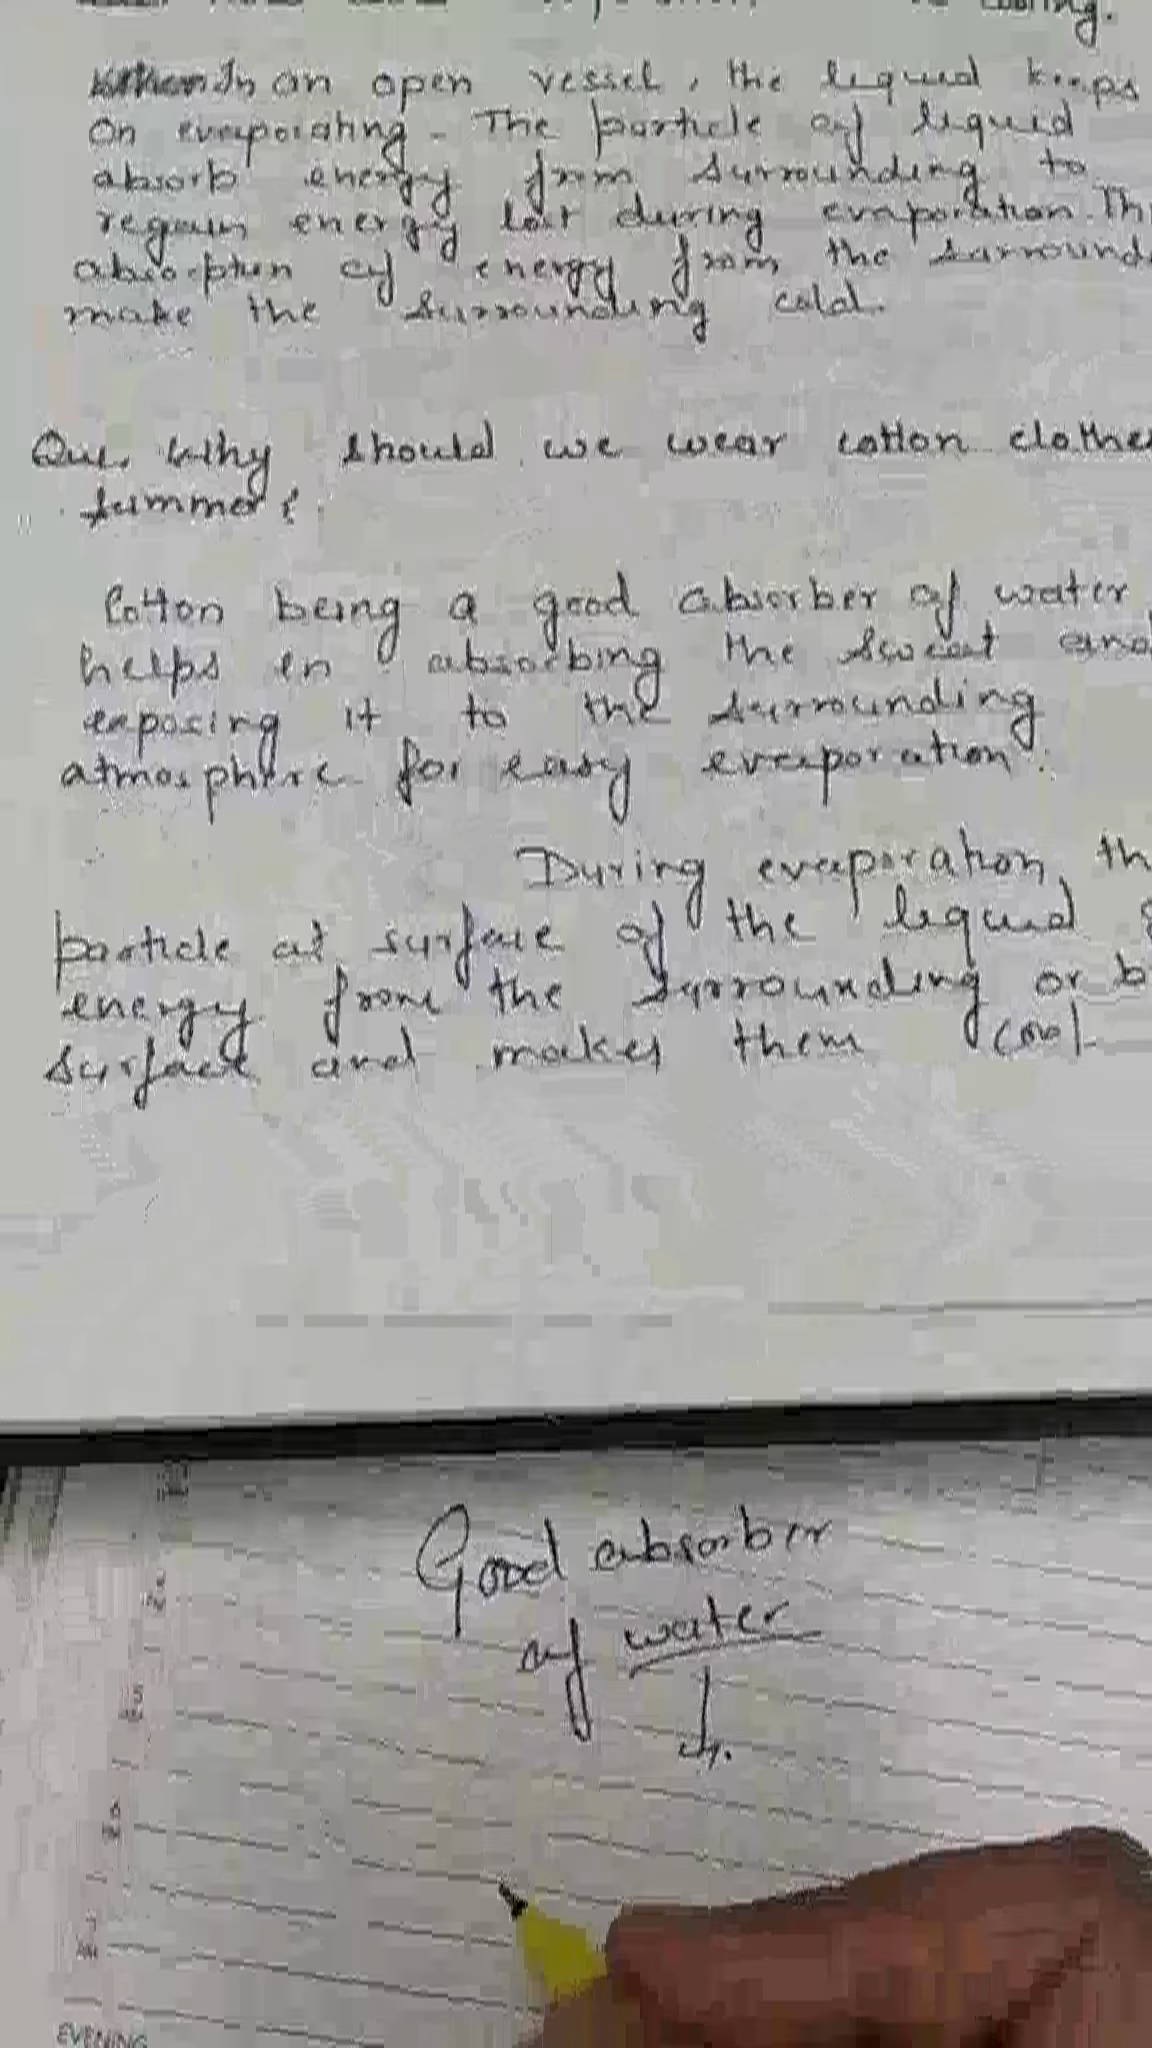 cooling.
In an open vessel, the liquid keeps
On evaporating. The particle of liquid
absorb energy from surrounding to
regain energy lost during evaporation. Th
absorption of energy from the surround
make the surrounding cold.
Que. Why should we wear cotton clothe
summer?
Cotton being a good absorber of water
helps in absorbing the sweat and
exposing it to the surrounding
atmosphere for easy evaporation.
During evaporation, th
particle at surface of the liquid g
energy from the surrounding or b
surface and makes them cool.
Good absorber
of water
EVENING